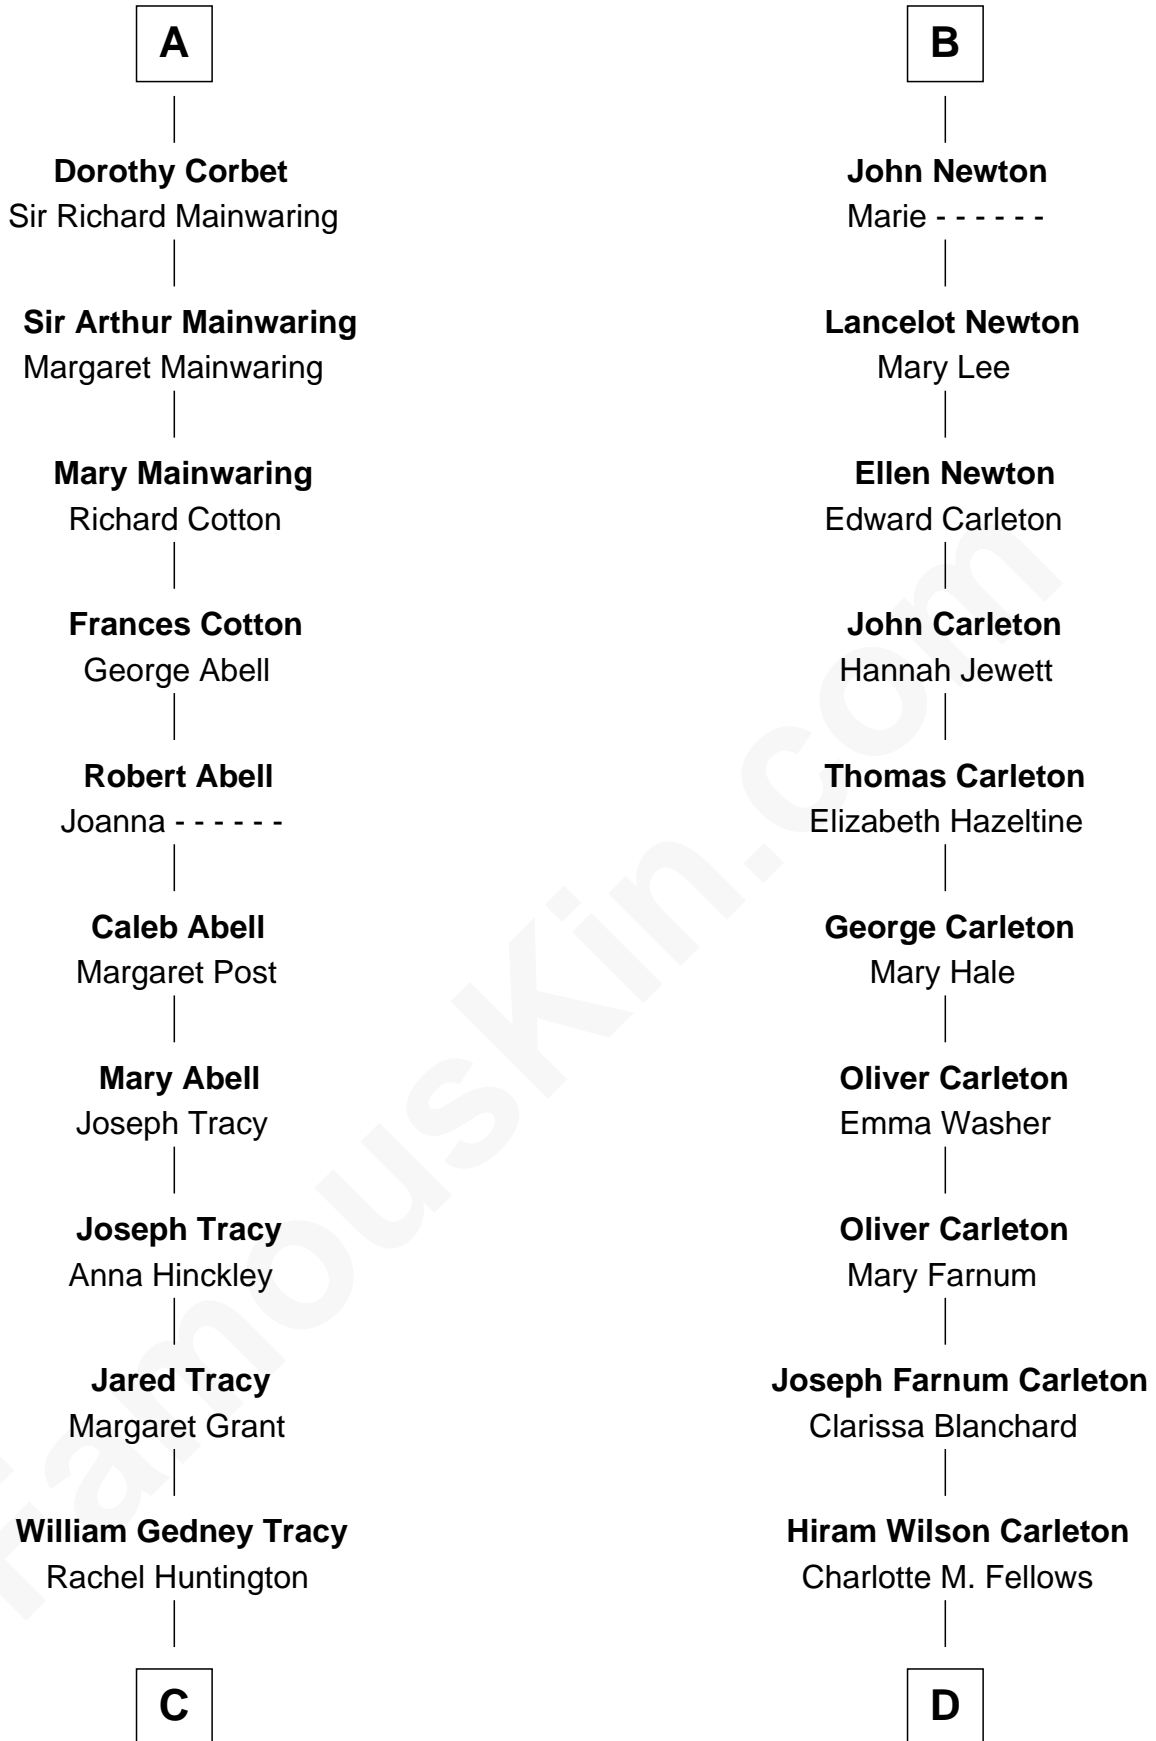 A
Dorothy Corbet
Sir Richard Mainwaring
Sir Arthur Mainwaring
Margaret Mainwaring
Mary Mainwaring
Richard Cotton
Frances Cotton
George Abell
Robert Abell
Joanna - - - - - -
Caleb Abell
Margaret Post
Mary Abell
Joseph Tracy
Joseph Tracy
Anna Hinckley
Jared Tracy
Margaret Grant
William Gedney Tracy
Rachel Huntington
C
B
John Newton
Marie - - - - - -
Lancelot Newton
Mary Lee
Ellen Newton
Edward Carleton
John Carleton
Hannah Jewett
Thomas Carleton
Elizabeth Hazeltine
George Carleton
Mary Hale
Oliver Carleton
Emma Washer
Oliver Carleton
Mary Farnum
Joseph Farnum Carleton
Clarissa Blanchard
Hiram Wilson Carleton
Charlotte M. Fellows
D
FamousKin.com